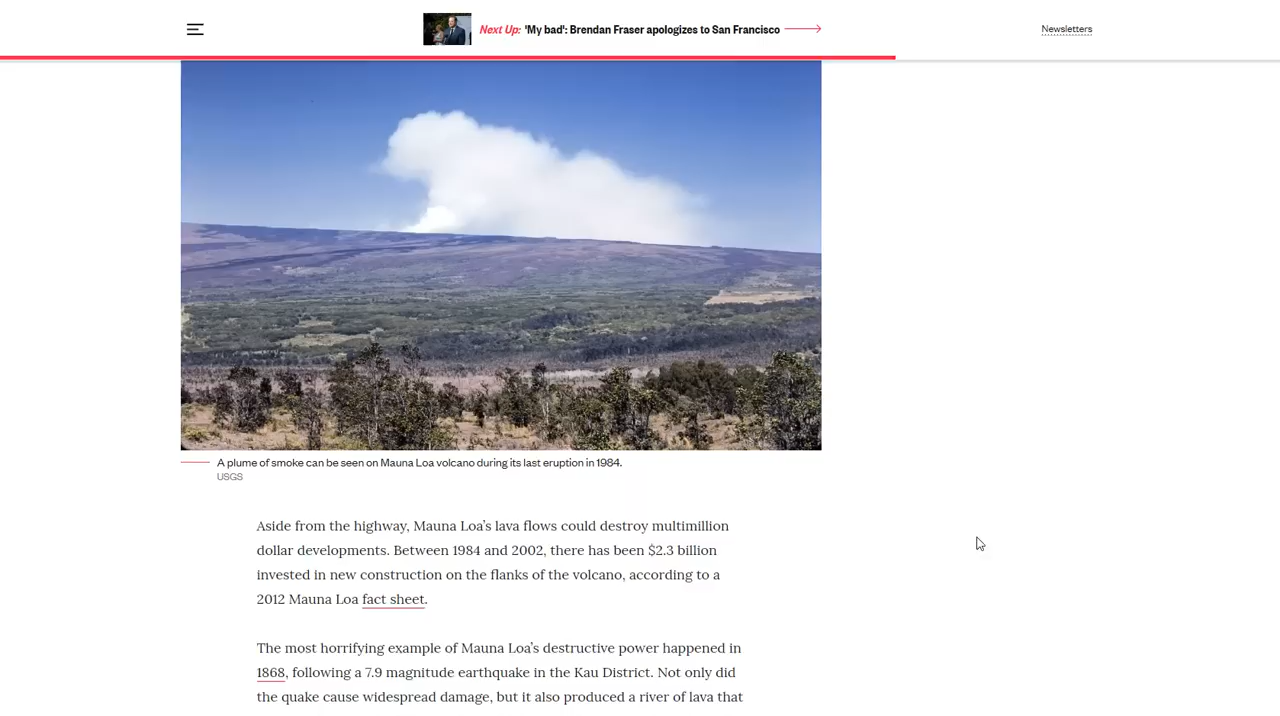 Next Up: 'My bad': Brendan Fraser apologizes to San Francisco
Newsletters
A plume of smoke can be seen on Mauna Loa volcano during its last eruption in 1984.
USGS
Aside from the highway, Mauna Loa’s lava flows could destroy multimillion
dollar developments. Between 1984 and 2002, there has been $2.3 billion
invested in new construction on the flanks of the volcano, according to a
2012 Mauna Loa fact sheet.
The most horrifying example of Mauna Loa’s destructive power happened in
1868, following a 7.9 magnitude earthquake in the Kau District. Not only did
the quake cause widespread damage, but it also produced a river of lava that